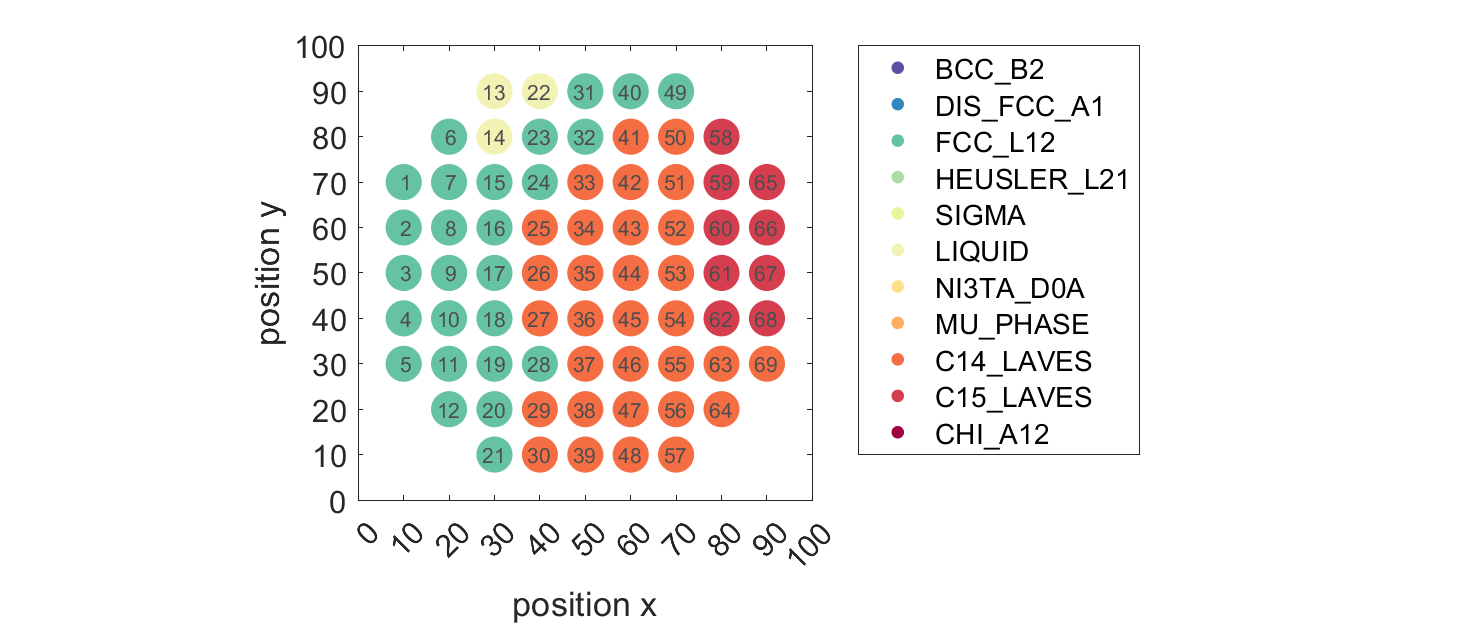 100
90
80
70
60
50
40
30
20
10
0
position y
13 22 31 40 49
6 14 23 32 41 50 58
1 7 15 24 33 42 51 59 65
2 8 16 25 34 43 52 60 66
3 9 17 26 35 44 53 61 67
4 10 18 27 36 45 54 62 68
5 11 19 28 37 46 55 63 69
12 20 29 38 47 56 64
21 30 39 48 57
0 10 20 30 40 50 60 70 80 90 100
position x
BCC_B2
DIS_FCC_A1
FCC_L12
HEUSLER_L21
SIGMA
LIQUID
NI3TA_D0A
MU_PHASE
C14_LAVES
C15_LAVES
CHI_A12